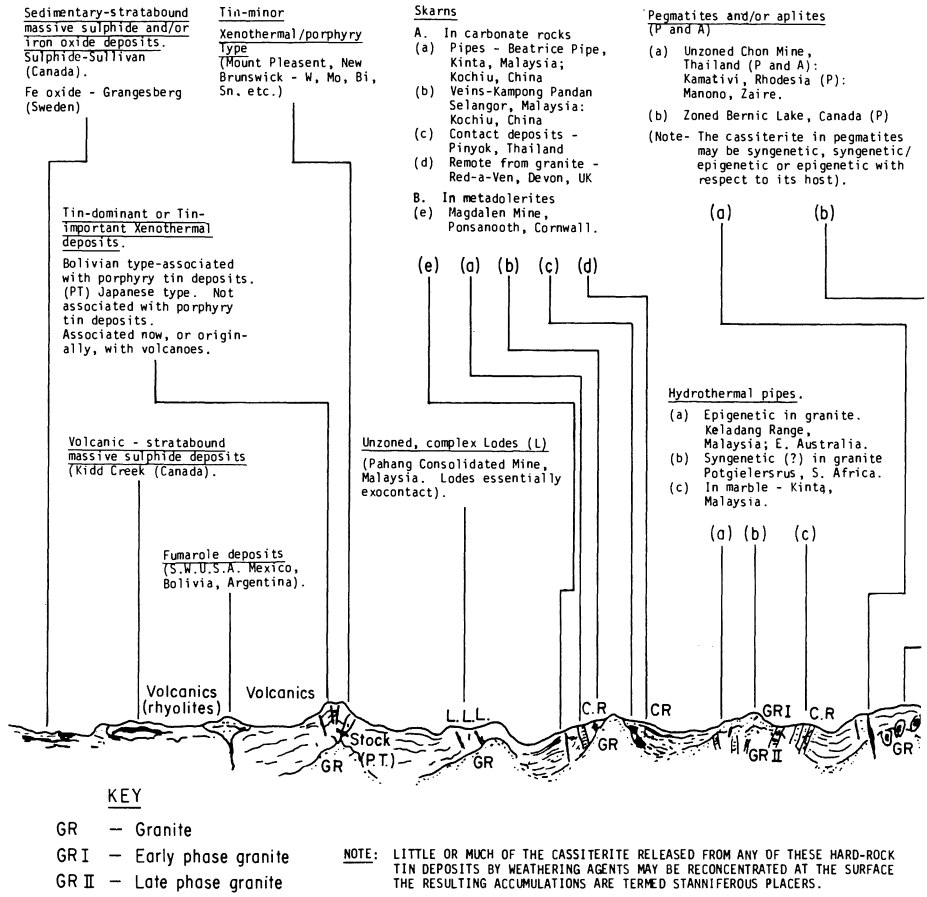 Sedimentary-stratabound
massive sulphide and/or
iron oxide deposits.
Sulphide-Sullivan
(Canada).
Fe oxide - Grangesberg
(Sweden)
Tin-minor
Xenothermal/porphyry
Type
(Mount Pleasent, New
Brunswick - W, Mo, Bi,
Sn, etc.)
Skarns
A. In carbonate rocks
(a) Pipes - Beatrice Pipe,
Kinta, Malaysia;
Kochiu, China
(b) Veins-Kampong Pandan
Selangor, Malaysia:
Kochiu, China
(c) Contact deposits -
Pinyok, Thailand
(d) Remote from granite -
Red-a-Ven, Devon, UK
B. In metadolerites
(e) Magdalen Mine,
Ponsanooth, Cornwall.
(e) (a) (b) (c) (d)
Pegmatites and/or aplites
(P and A)
(a) Unzoned Chon Mine,
Thailand (P and A):
Kamativi, Rhodesia (P):
Manono, Zaire.
(b) Zoned Bernic Lake, Canada (P)
(Note- The cassiterite in pegmatites
may be syngenetic, syngenetic/
epigenetic or epigenetic with
respect to its host).
(a) (b)
Tin-dominant or Tin-
important Xenothermal
deposits.
Bolivian type-associated
with porphyry tin deposits.
(PT) Japanese type. Not
associated with porphyry
tin deposits.
Associated now, or origin-
ally, with volcanoes.
Volcanic - stratabound
massive sulphide deposits
(Kidd Creek (Canada).
Unzoned, complex Lodes (L)
(Pahang Consolidated Mine,
Malaysia. Lodes essentially
exocontact).
Hydrothermal pipes.
(a) Epigenetic in granite.
Keladang Range,
Malaysia; E. Australia.
(b) Syngenetic (?) in granite
Potgielersrus, S. Africa.
(c) In marble - Kinta,
Malaysia.
(a) (b) (c)
Fumarole deposits
(S.W.U.S.A. Mexico,
Bolivia, Argentina).
Volcanics
(rhyolites)
Volcanics
Stock
(P.T.)
GR
L. L.L.
GR
C.R
GR
CR
GR I
C.R
GR II
GR
KEY
GR — Granite
GR I — Early phase granite
GR II — Late phase granite
NOTE: LITTLE OR MUCH OF THE CASSITERITE RELEASED FROM ANY OF THESE HARD-ROCK
TIN DEPOSITS BY WEATHERING AGENTS MAY BE RECONCENTRATED AT THE SURFACE
THE RESULTING ACCUMULATIONS ARE TERMED STANNIFEROUS PLACERS.